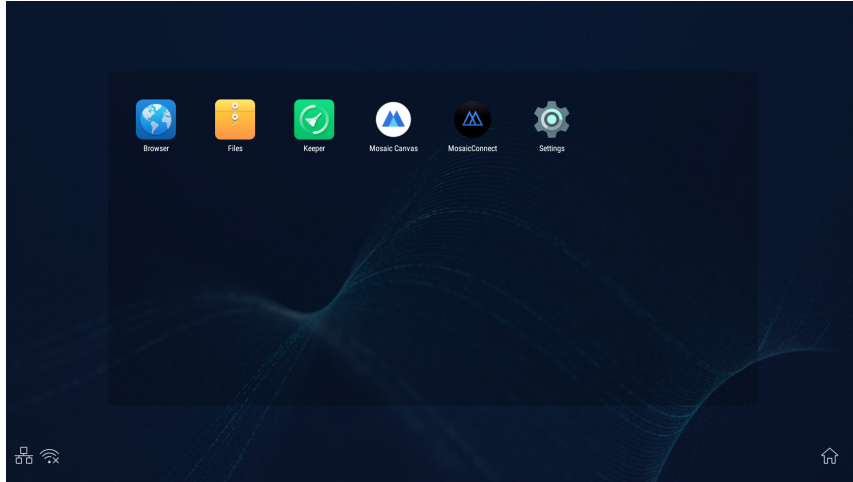 Browser
Files
Keeper
Mosaic Canvas
MosaicConnect
Settings